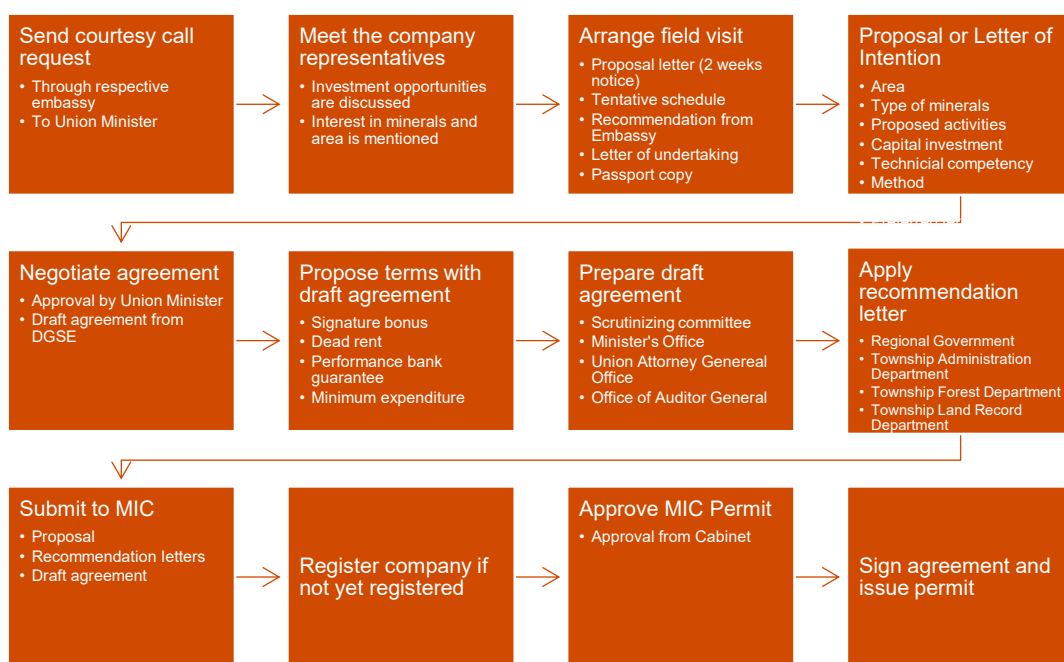 Send courtesy call
request
• Through respective
embassy
• To Union Minister
Meet the company
representatives
• Investment opportunities
are discussed
• Interest in minerals and
area is mentioned
Arrange field visit
• Proposal letter (2 weeks
notice)
• Tentative schedule
• Recommendation from
Embassy
• Letter of undertaking
• Passport copy
Proposal or Letter of
Intention
• Area
• Type of minerals
• Proposed activities
• Capital investment
• Technicial competency
• Method
Negotiate agreement
• Approval by Union Minister
• Draft agreement from
DGSE
Propose terms with
draft agreement
• Signature bonus
• Dead rent
• Performance bank
guarantee
• Minimum expenditure
Prepare draft
agreement
• Scrutinizing committee
• Minister's Office
• Union Attorney Genereal
Office
• Office of Auditor General
Apply
recommendation
letter
• Regional Government
• Township Administration
Department
• Township Forest Department
• Township Land Record
Department
Submit to MIC
• Proposal
• Recommendation letters
• Draft agreement
Register company if
not yet registered
Approve MIC Permit
• Approval from Cabinet
Sign agreement and
issue permit